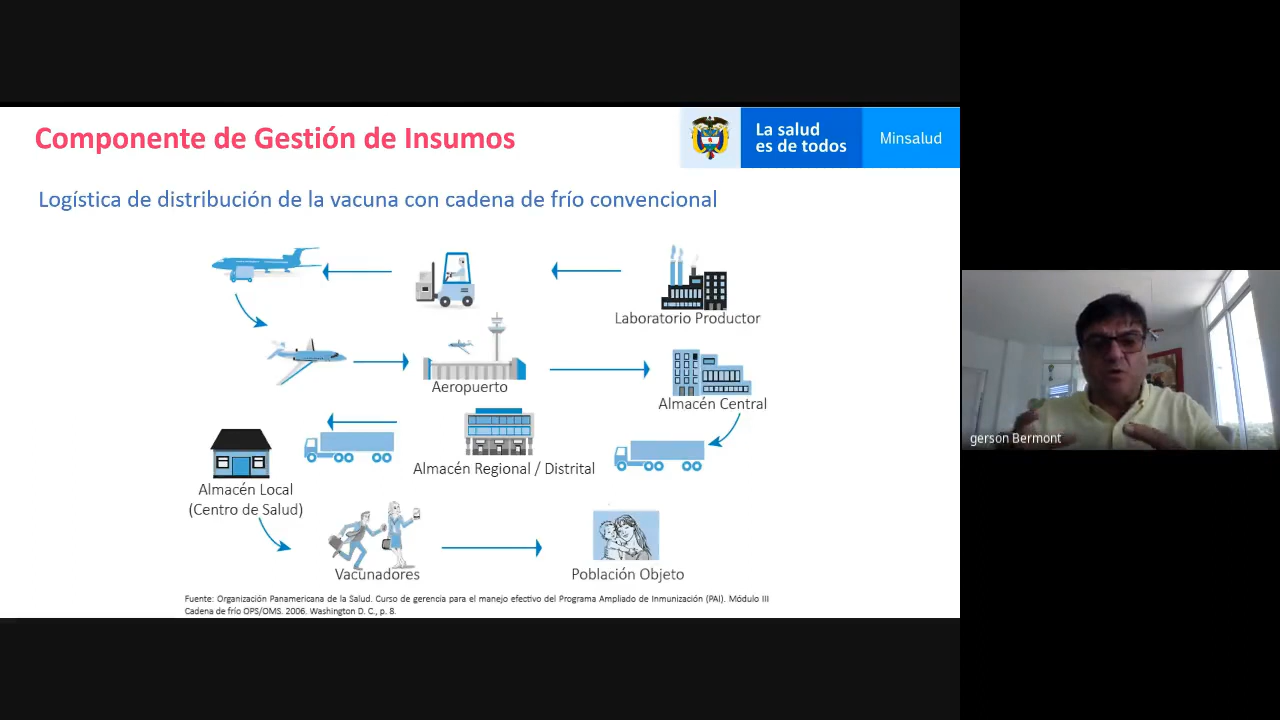 Componente de Gestión de Insumos
La salud
es de todos
Minsalud
Logística de distribución de la vacuna con cadena de frío convencional
Laboratorio Productor
Aeropuerto
Almacén Central
Almacén Regional / Distrital
Almacén Local
(Centro de Salud)
Vacunadores
Población Objeto
Fuente: Organización Panamericana de la Salud. Curso de gerencia para el manejo efectivo del Programa Ampliado de Inmunización (PAI). Módulo III
Cadena de frío OPS/OMS. 2006. Washington D. C., p. 8.
gerson Bermont